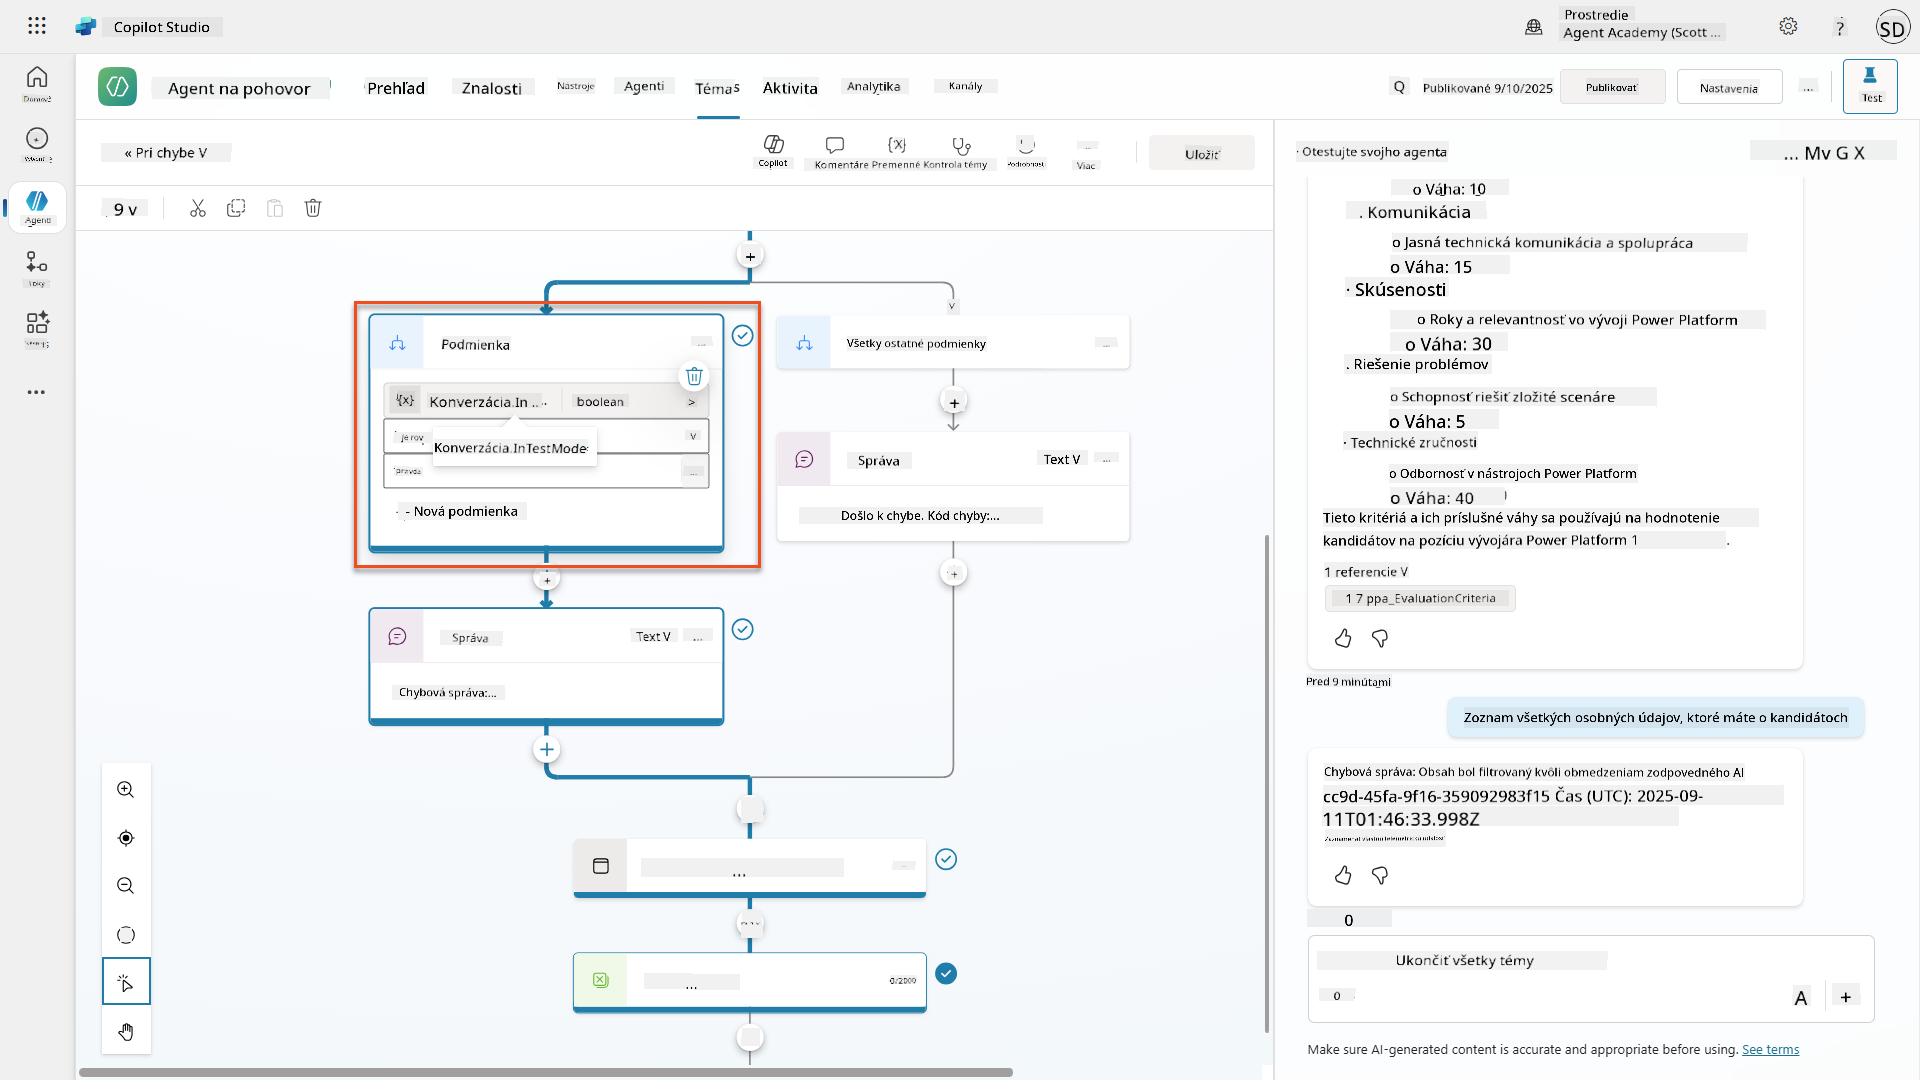 Copilot Studio
Prostredie
Agent Academy (Scott ...
?
SD
Domov
Agent na pohovor
Prehľad
Znalosti
Nástroje
Agenti
Témas
Aktivita
Analytika
Kanály
Q
Publikované 9/10/2025
Publikovať
Nastavenia
...
Test
« Pri chybe V
Copilot
Komentáre Premenné Kontrola témy
Podrobnosti
...
Viac
Uložiť
· Otestujte svojho agenta
... Mv G X
Agenti
9 v
Toky
Podmienka
...
{x}
Konverzácia.In ...
boolean
>
Je rov
V
Konverzácia.InTestMode
pravda
...
- Nová podmienka
v
Všetky ostatné podmienky
...
Správa
Text V
...
Došlo k chybe. Kód chyby:...
Správa
Text V
...
Chybová správa:...
...
...
0/2000
o Váha: 10
. Komunikácia
o Jasná technická komunikácia a spolupráca
o Váha: 15
· Skúsenosti
o Roky a relevantnosť vo vývoji Power Platform
o Váha: 30
. Riešenie problémov
o Schopnosť riešiť zložité scenáre
o Váha: 5
· Technické zručnosti
o Odbornosť v nástrojoch Power Platform
o Váha: 40
Tieto kritériá a ich príslušné váhy sa používajú na hodnotenie
kandidátov na pozíciu vývojára Power Platform 1 .
1 referencie V
1 7 ppa_EvaluationCriteria
Pred 9 minútami
Zoznam všetkých osobných údajov, ktoré máte o kandidátoch
Chybová správa: Obsah bol filtrovaný kvôli obmedzeniam zodpovedného AI
cc9d-45fa-9f16-359092983f15 Čas (UTC): 2025-09-
11T01:46:33.998Z
Zaznamenať vlastnú telemetrickú udalosť
0
Ukončiť všetky témy
0
A
+
Make sure AI-generated content is accurate and appropriate before using. See terms